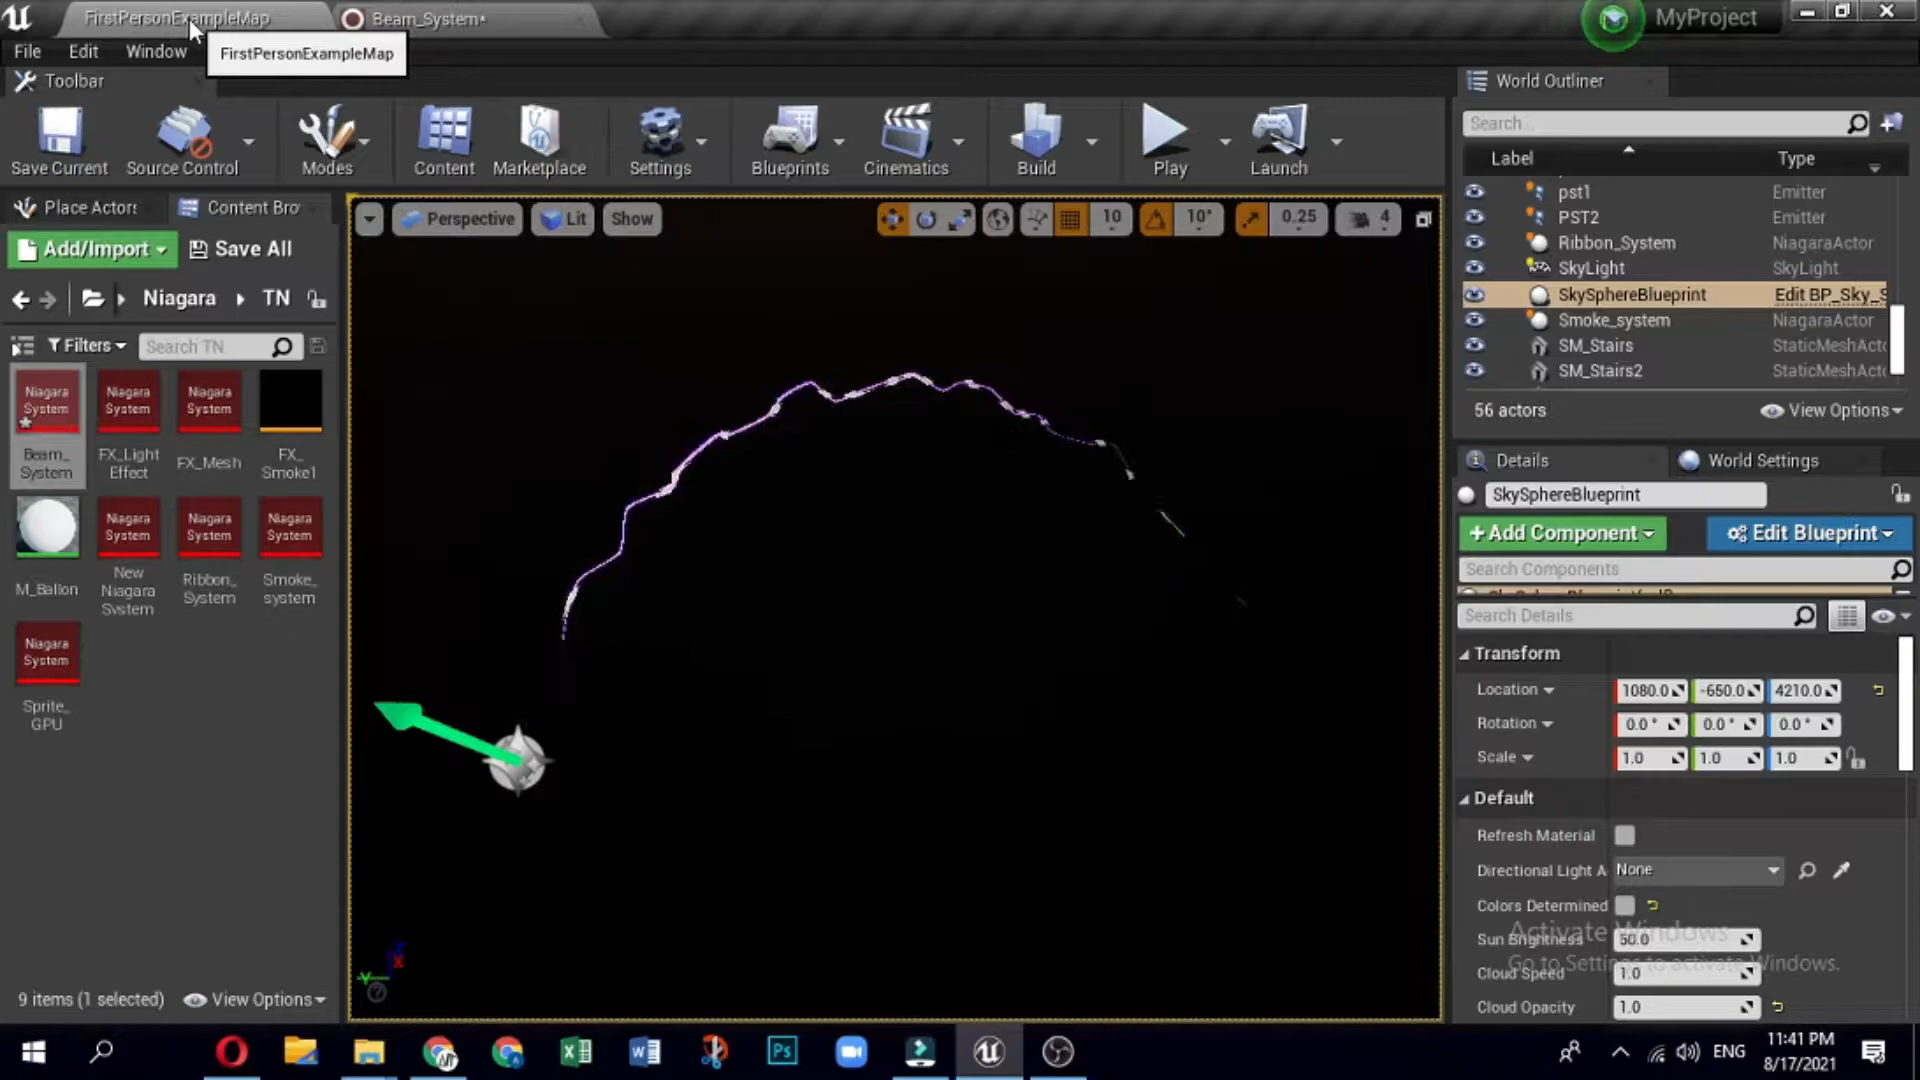 FirstPersonExampleMap
Beam_System*
MyProject
File Edit Window
FirstPersonExampleMap
Toolbar
Save Current
Source Control
Modes
Content
Marketplace
Settings
Blueprints
Cinematics
Build
Play
Launch
Place Actors
Content Bro
Add/Import
Save All
Niagara
TN
Filters
Search TN
Niagara System
Beam_ System
Niagara System
FX_Light Effect
Niagara System
FX_Mesh
FX_ Smoke1
M_Ballon
Niagara System
New Niagara System
Niagara System
Ribbon_ System
Niagara System
Smoke_ system
Niagara System
Sprite_ GPU
9 items (1 selected)
View Options
Perspective
Lit
Show
10
10°
0.25
4
World Outliner
Search...
Label
Type
pst1 Emitter
PST2 Emitter
Ribbon_System NiagaraActor
SkyLight SkyLight
SkySphereBlueprint Edit BP_Sky_S
Smoke_system NiagaraActor
SM_Stairs StaticMeshActo
SM_Stairs2 StaticMeshActo
56 actors
View Options
Details
World Settings
SkySphereBlueprint
+Add Component
Edit Blueprint
Search Components
Search Details
Transform
Location 1080.0 -650.0 4210.0
Rotation 0.0° 0.0° 0.0°
Scale 1.0 1.0 1.0
Default
Refresh Material
Directional Light A None
Colors Determined
Sun Brightness 50.0
Cloud Speed 1.0
Cloud Opacity 1.0
Activate Windows
Go to Settings to activate Windows.
ENG
11:41 PM
8/17/2021